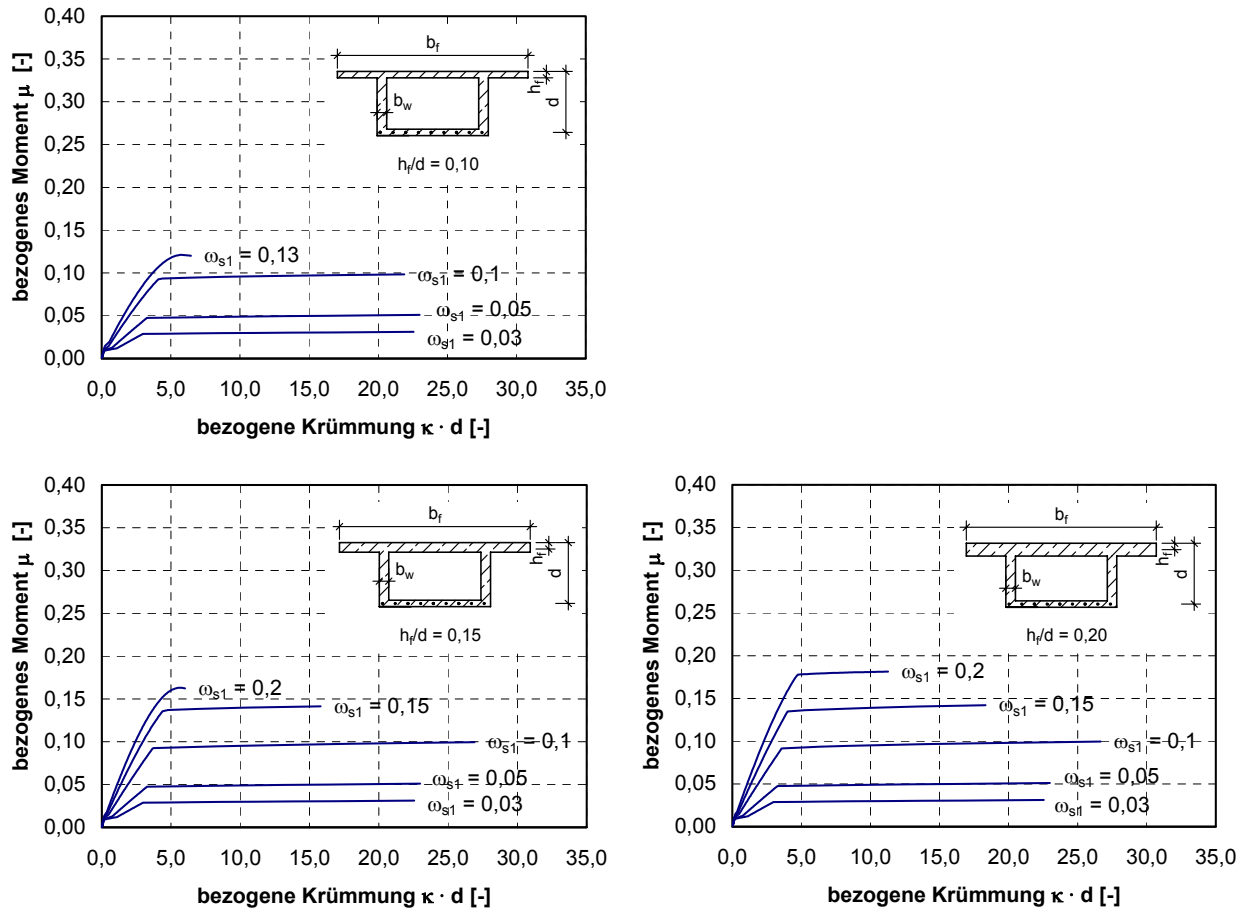 bezogenes Moment μ [-]
0,40
0,35
0,30
0,25
0,20
0,15
0,10
0,05
0,00
b_f
b_w
h_f
d
h_f/d = 0,10
ω_s1 = 0,13
ω_s1 = 0,1
ω_s1 = 0,05
ω_s1 = 0,03
0,0 5,0 10,0 15,0 20,0 25,0 30,0 35,0
bezogene Krümmung κ · d [-]
bezogenes Moment μ [-]
0,40
0,35
0,30
0,25
0,20
0,15
0,10
0,05
0,00
b_f
b_w
h_f
d
h_f/d = 0,15
ω_s1 = 0,2
ω_s1 = 0,15
ω_s1 = 0,1
ω_s1 = 0,05
ω_s1 = 0,03
0,0 5,0 10,0 15,0 20,0 25,0 30,0 35,0
bezogene Krümmung κ · d [-]
bezogenes Moment μ [-]
0,40
0,35
0,30
0,25
0,20
0,15
0,10
0,05
0,00
b_f
b_w
h_f
d
h_f/d = 0,20
ω_s1 = 0,2
ω_s1 = 0,15
ω_s1 = 0,1
ω_s1 = 0,05
ω_s1 = 0,03
0,0 5,0 10,0 15,0 20,0 25,0 30,0 35,0
bezogene Krümmung κ · d [-]